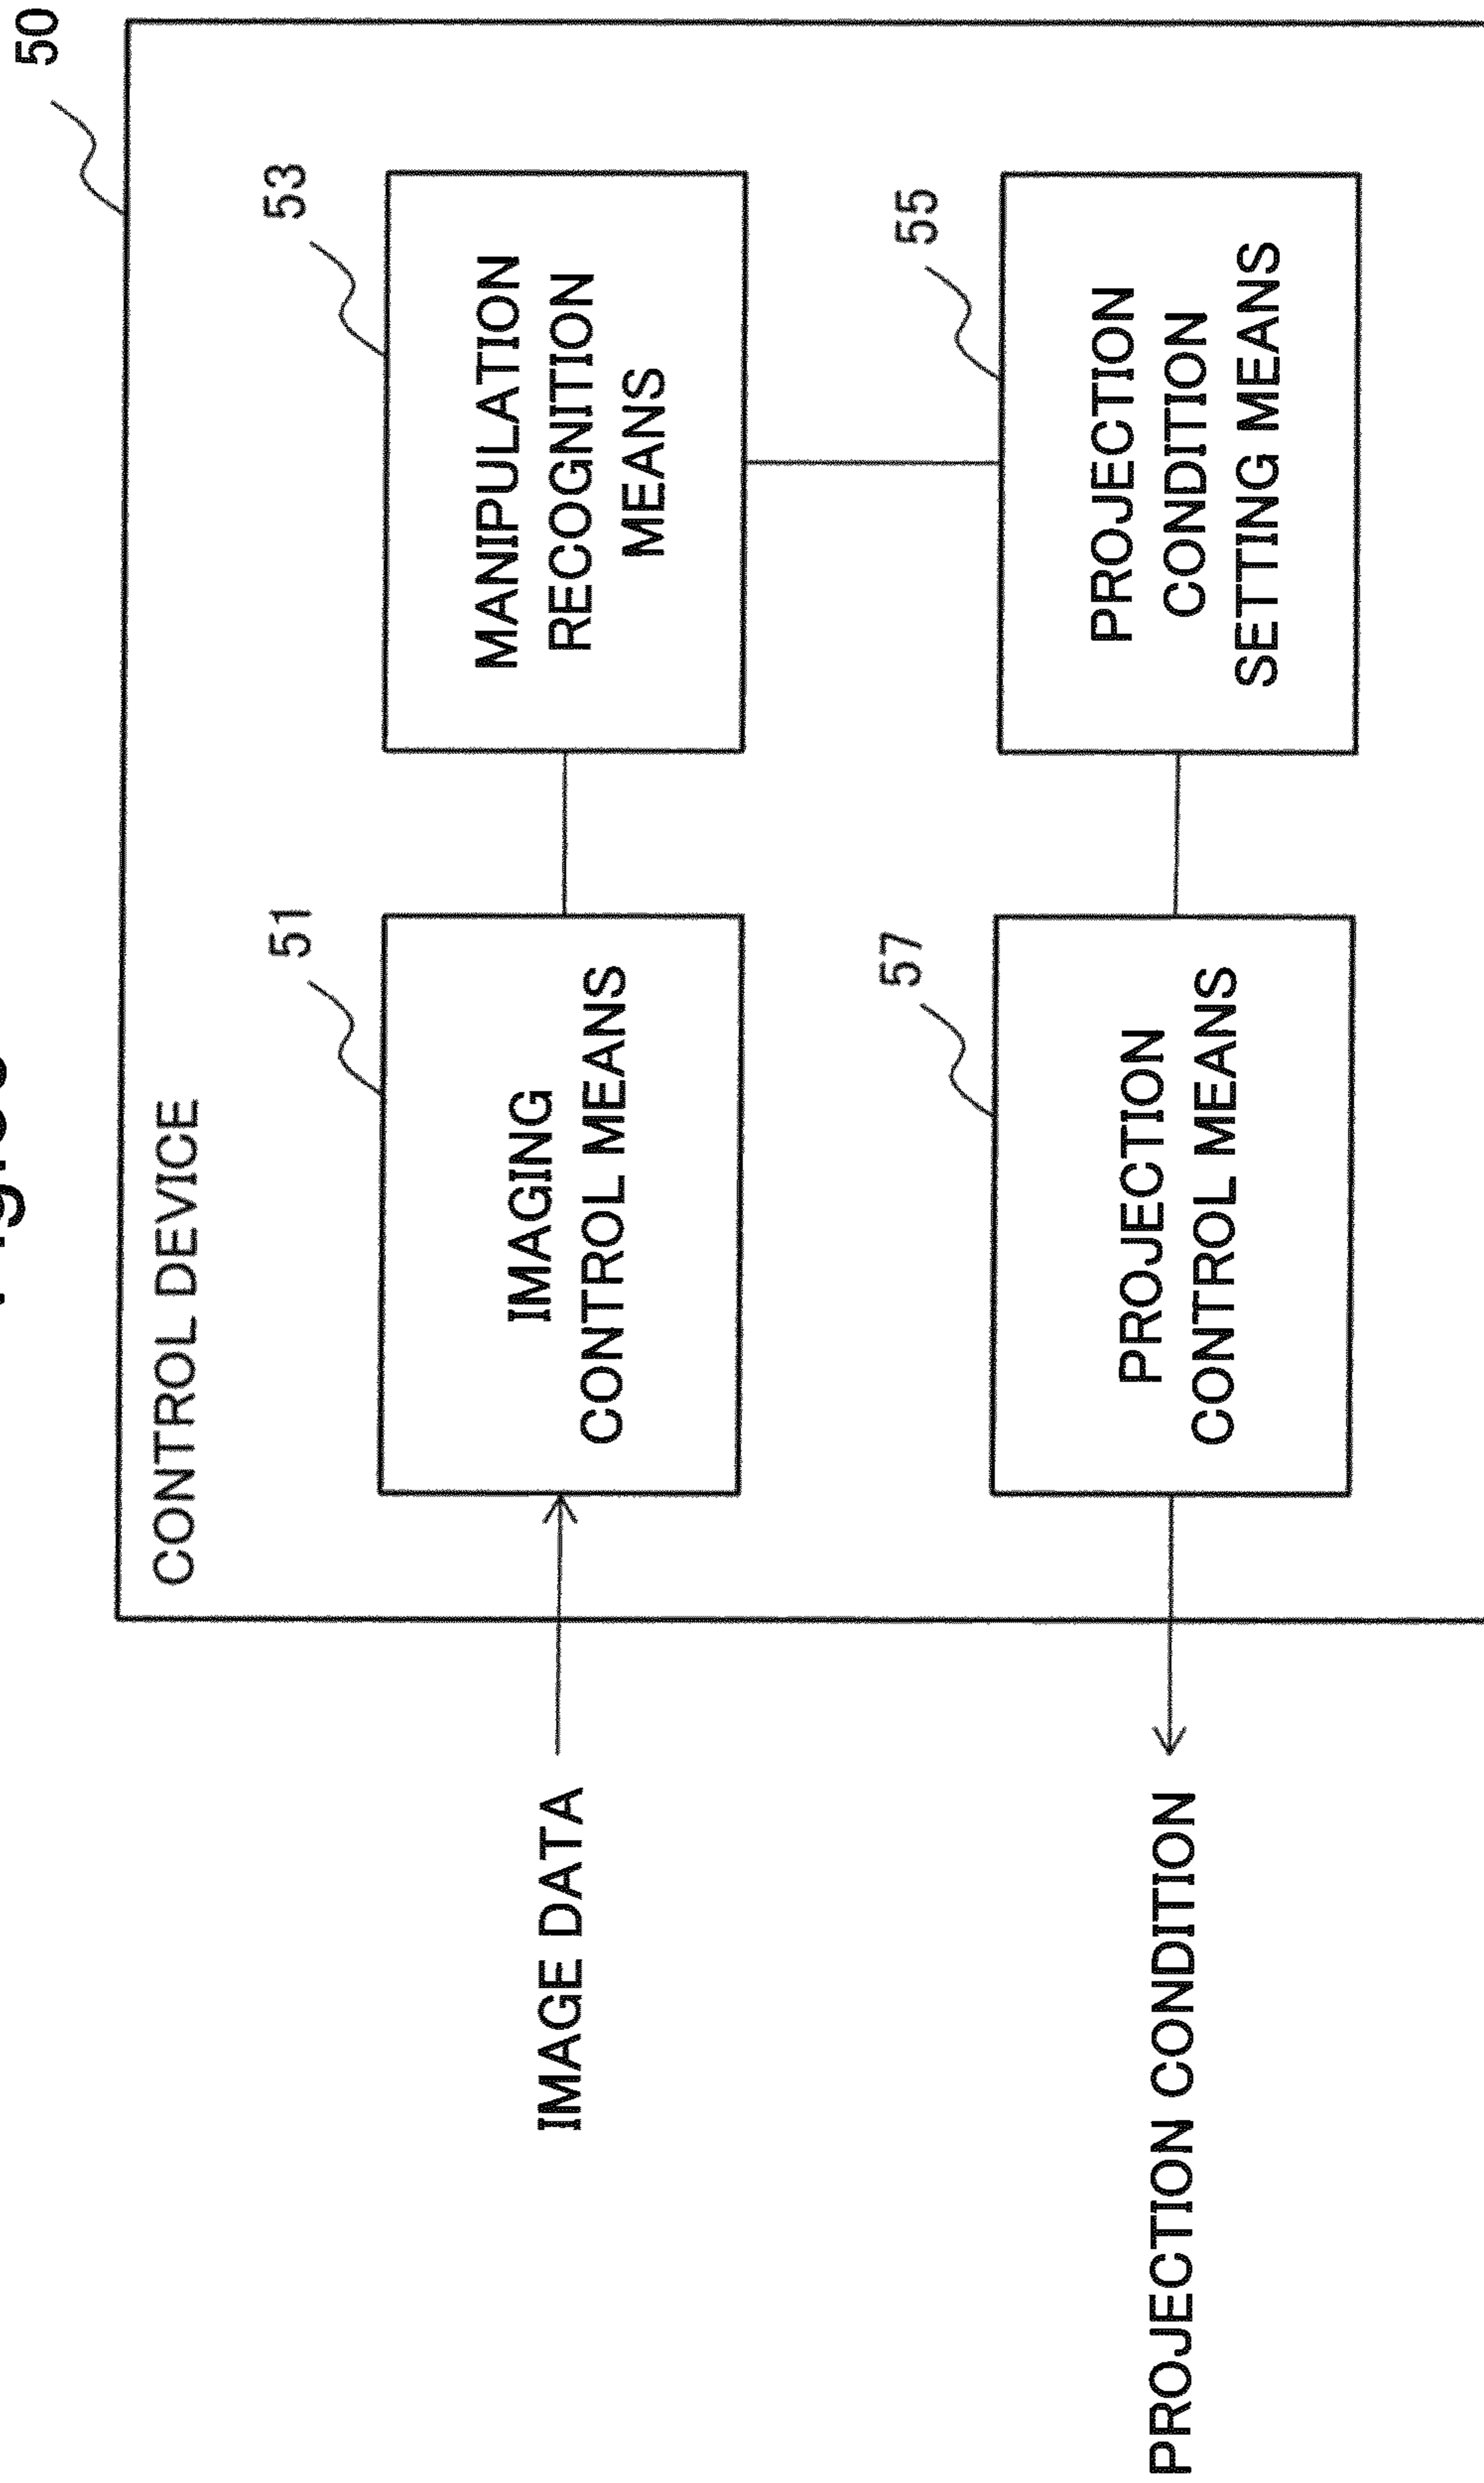 50
CONTROL DEVICE
51
IMAGING
CONTROL MEANS
53
MANIPULATION
RECOGNITION
MEANS
IMAGE DATA
57
PROJECTION
CONTROL MEANS
55
PROJECTION
CONDITION
SETTING MEANS
PROJECTION CONDITION